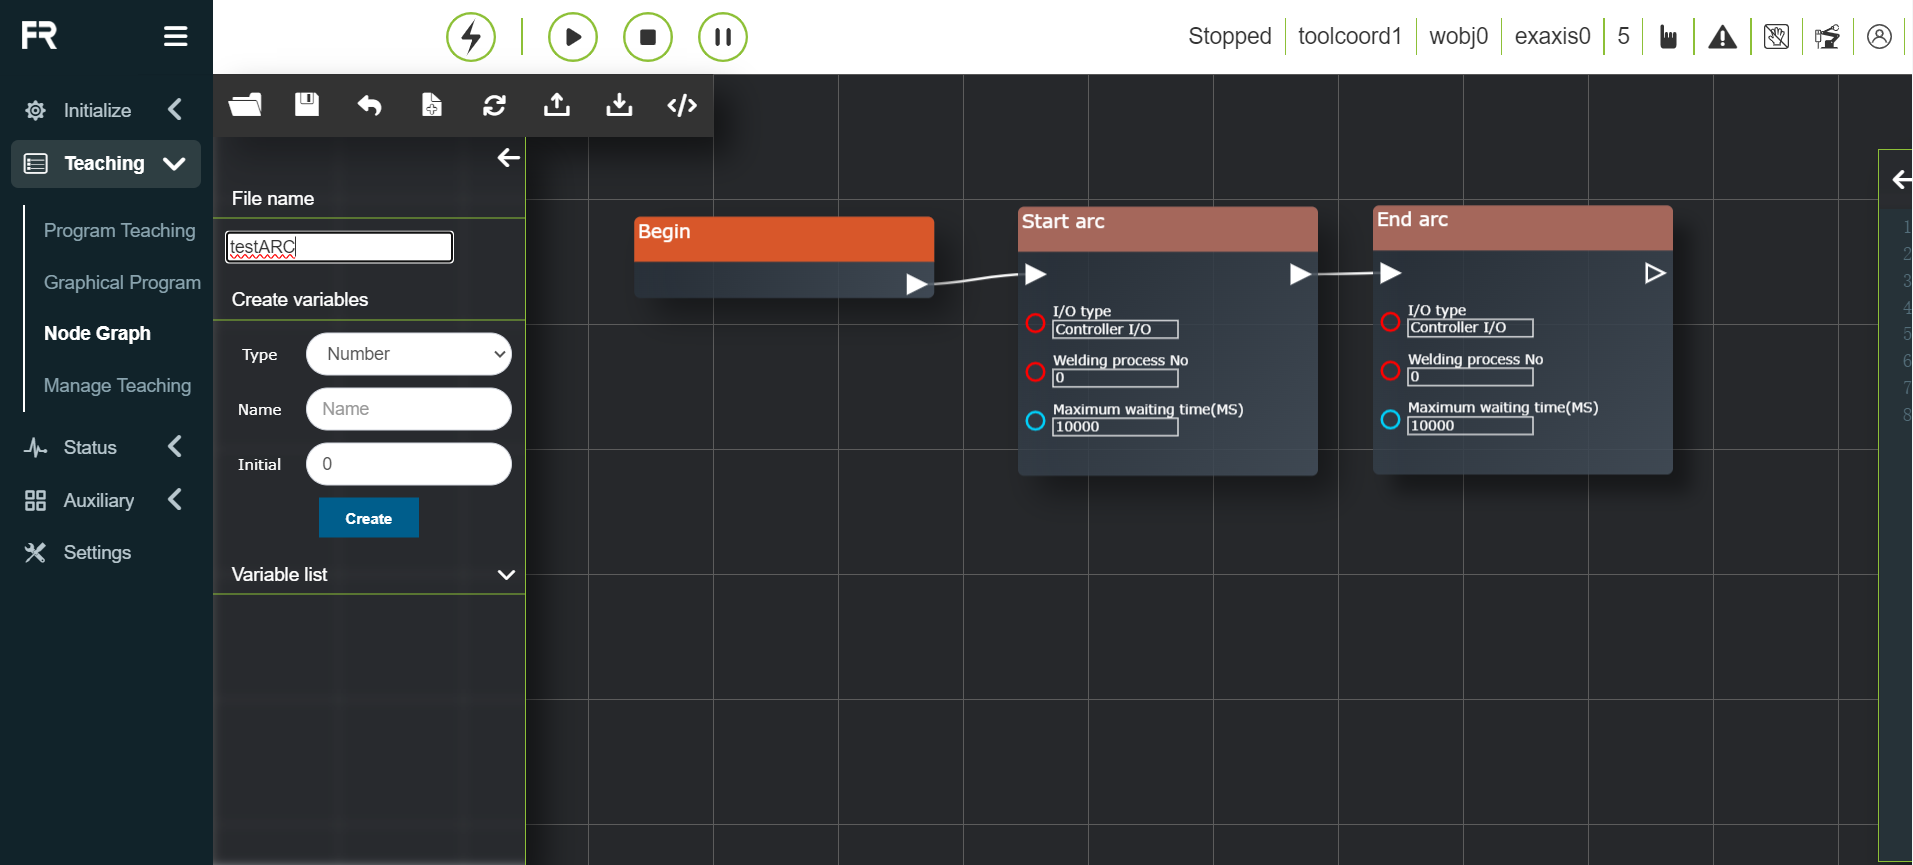 FR
Stopped
toolcoord1
wobj0
exaxis0
5
Initialize
Teaching
Program Teaching
Graphical Program
Node Graph
Manage Teaching
Status
Auxiliary
Settings
File name
testARC
Create variables
Type
Number
Name
Name
Initial
0
Create
Variable list
Begin
Start arc
I/O type
Controller I/O
Welding process No
0
Maximum waiting time(MS)
10000
End arc
I/O type
Controller I/O
Welding process No
0
Maximum waiting time(MS)
10000
1
2
3
4
5
6
7
8